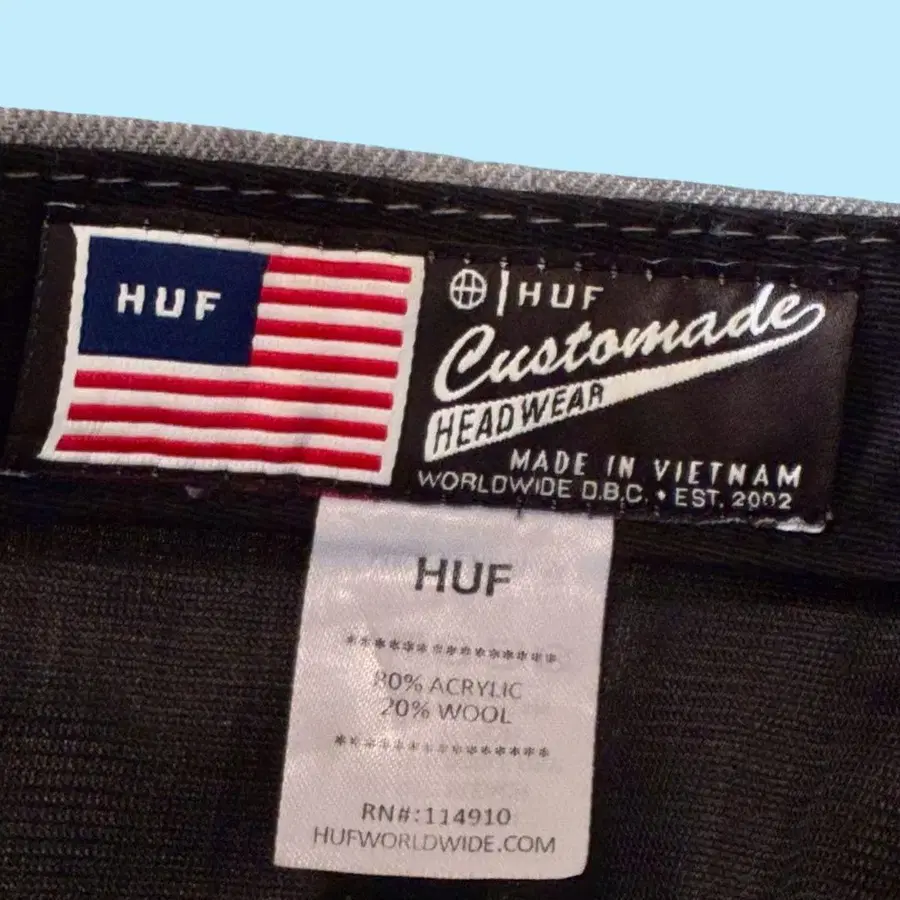 HUF
HUF
Customade
HEADWEAR
MADE IN VIETNAM
WORLDWIDE D.B.C. • EST. 2002
HUF
****************
80% ACRYLIC
20% WOOL
****************
RN#:114910
HUFWORLDWIDE.COM